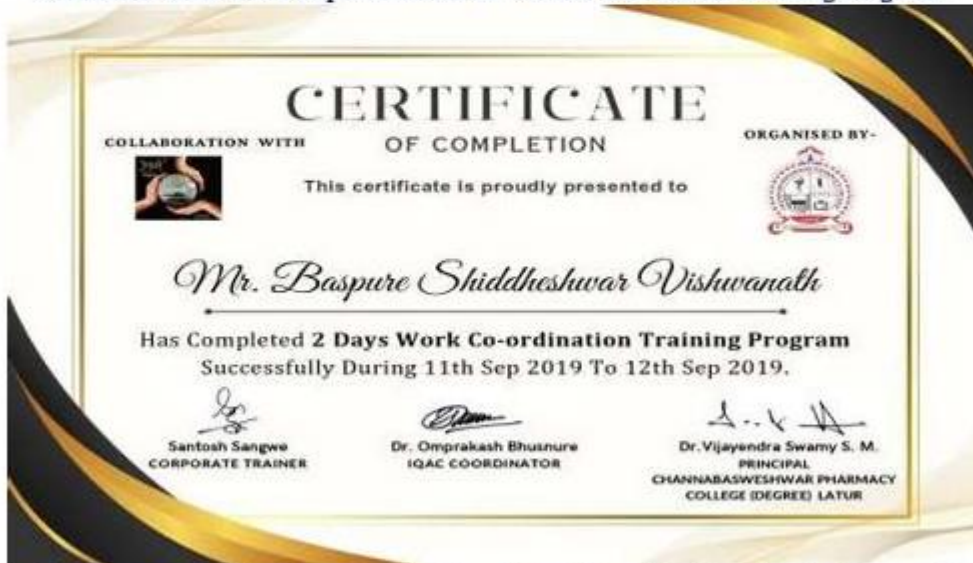 CERTIFICATE
OF COMPLETION
COLLABORATION WITH
ORGANISED BY-
This certificate is proudly presented to
Mr. Baspure Shiddheshwar Vishwanath
Has Completed 2 Days Work Co-ordination Training Program
Successfully During 11th Sep 2019 To 12th Sep 2019.
Santosh Sangwe
CORPORATE TRAINER
Dr. Omprakash Bhusnure
IQAC COORDINATOR
Dr.Vijayendra Swamy S. M.
PRINCIPAL
CHANNABASWESHWAR PHARMACY
COLLEGE (DEGREE) LATUR